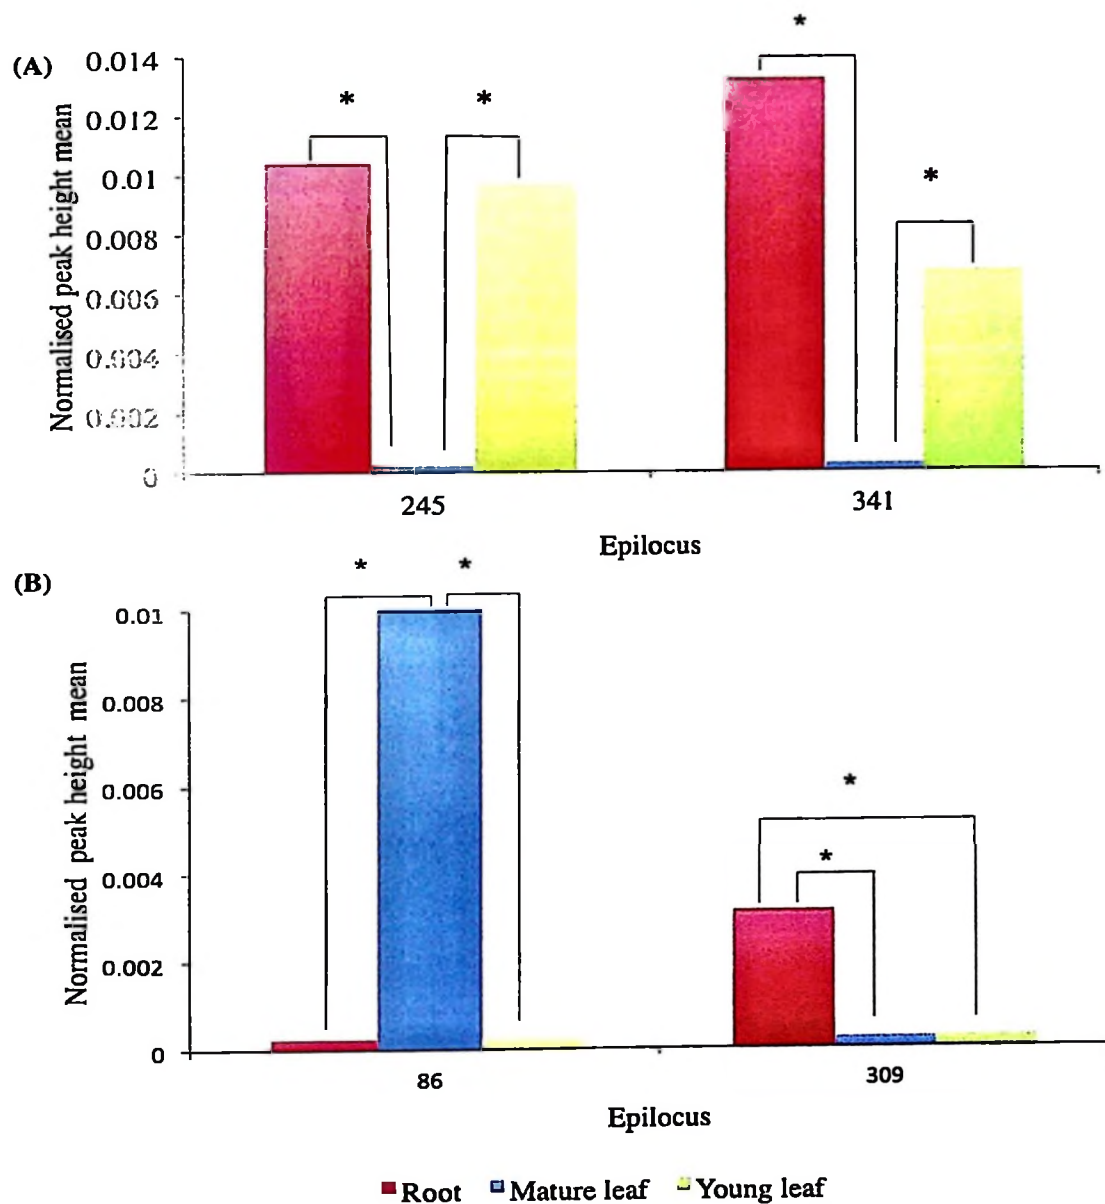 (A)
Normalised peak height mean
0.014
0.012
0.01
0.008
0.006
0.004
0.002
0
* * * *
245 341
Epilocus
(B)
Normalised peak height mean
0.01
0.008
0.006
0.004
0.002
0
* * * *
86 309
Epilocus
Root Mature leaf Young leaf